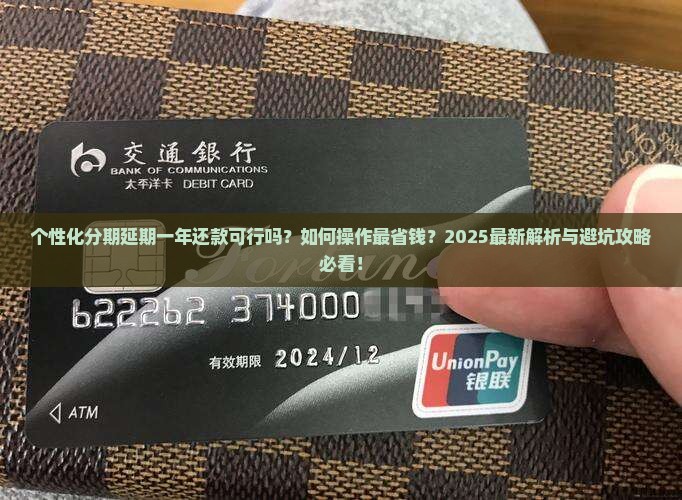 交通銀行
BANK OF COMMUNICATIONS
太平洋卡 DEBIT CARD
个性化分期延期一年还款可行吗？如何操作最省钱？2025最新解析与避坑攻略
必看！
622262 374000
有效期限 2024/12
UnionPay
银联
ATM